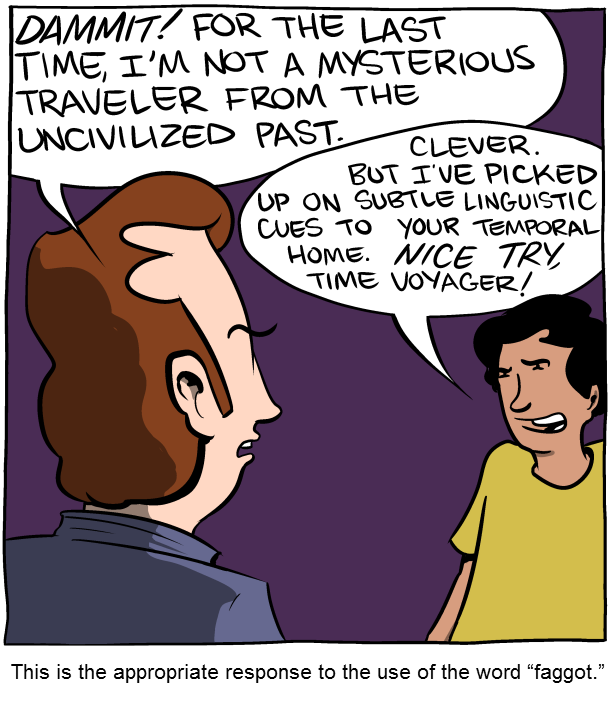 DAMMIT! FOR THE LAST
TIME, I'M NOT A MYSTERIOUS
TRAVELER FROM THE
UNCIVILIZED PAST.
CLEVER.
BUT I'VE PICKED
UP ON SUBTLE LINGUISTIC
CUES TO YOUR TEMPORAL
HOME. NICE TRY,
TIME VOYAGER!
This is the appropriate response to the use of the word “faggot.”